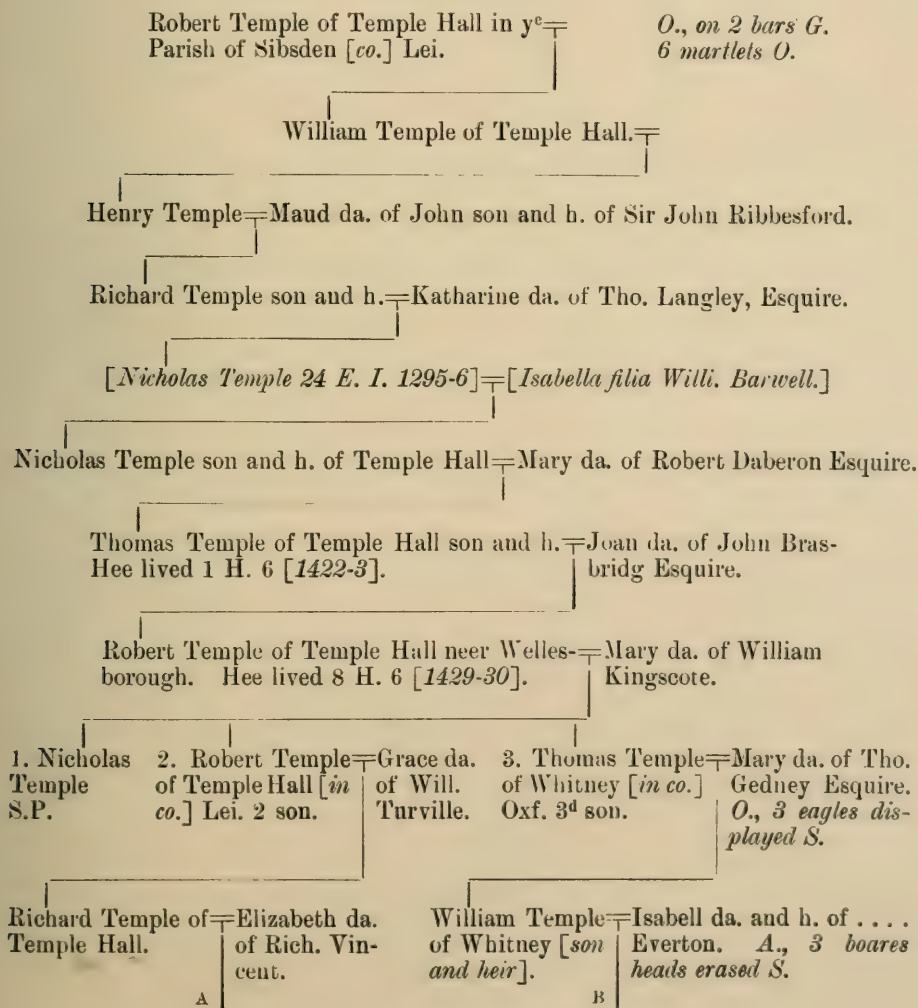 Robert Temple of Temple Hall in yᵉ
Parish of Sibsden [co.] Lei.
O., on 2 bars G.
6 martlets O.
William Temple of Temple Hall.
Henry Temple=Maud da. of John son and h. of Sir John Ribbesford.
Richard Temple son and h.=Katharine da. of Tho. Langley, Esquire.
[Nicholas Temple 24 E. I. 1295-6]=[Isabella filia Willi. Barwell.]
Nicholas Temple son and h. of Temple Hall=Mary da. of Robert Daberon Esquire.
Thomas Temple of Temple Hall son and h.=Joan da. of John Bras-
Hee lived 1 H. 6 [1422-3].
bridg Esquire.
Robert Temple of Temple Hall neer Welles-=Mary da. of William
borough. Hee lived 8 H. 6 [1429-30].
Kingscote.
1. Nicholas
Temple
S.P.
2. Robert Temple=Grace da.
of Temple Hall [in
co.] Lei. 2 son.
of Will.
Turville.
3. Thomas Temple=Mary da. of Tho.
of Whitney [in co.]
Oxf. 3ᵈ son.
Gedney Esquire.
O., 3 eagles dis-
played S.
Richard Temple of=Elizabeth da.
Temple Hall.
of Rich. Vin-
cent.
A
William Temple=Isabell da. and h. of ....
of Whitney [son
and heir].
Everton. A., 3 boares
heads erased S.
B